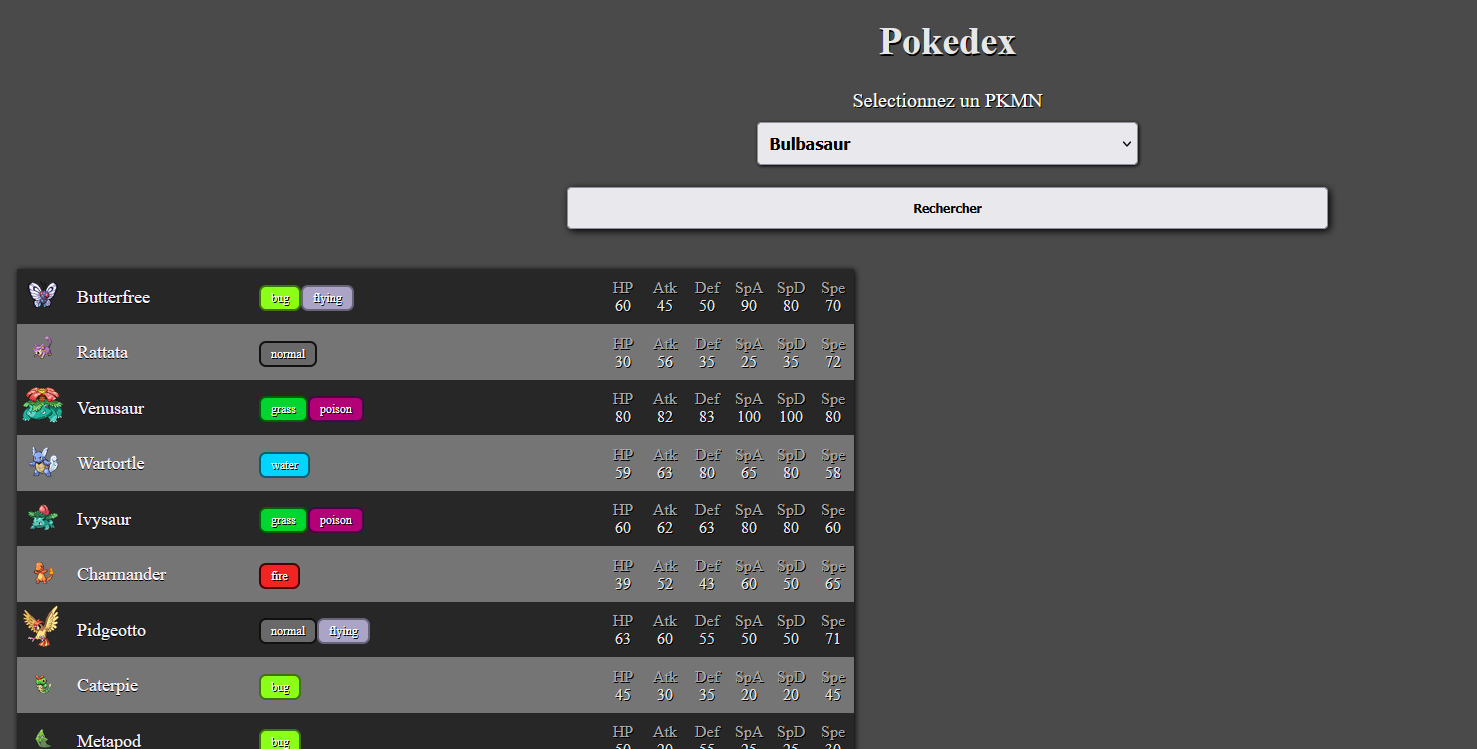 Pokedex
Selectionnez un PKMN
Bulbasaur
Rechercher
Butterfree bug flying HP Atk Def SpA SpD Spe
60 45 50 90 80 70
Rattata normal HP Atk Def SpA SpD Spe
30 56 35 25 35 72
Venusaur grass poison HP Atk Def SpA SpD Spe
80 82 83 100 100 80
Wartortle water HP Atk Def SpA SpD Spe
59 63 80 65 80 58
Ivysaur grass poison HP Atk Def SpA SpD Spe
60 62 63 80 80 60
Charmander fire HP Atk Def SpA SpD Spe
39 52 43 60 50 65
Pidgeotto normal flying HP Atk Def SpA SpD Spe
63 60 55 50 50 71
Caterpie bug HP Atk Def SpA SpD Spe
45 30 35 20 20 45
Metapod bug HP Atk Def SpA SpD Spe
50 20 55 25 25 30